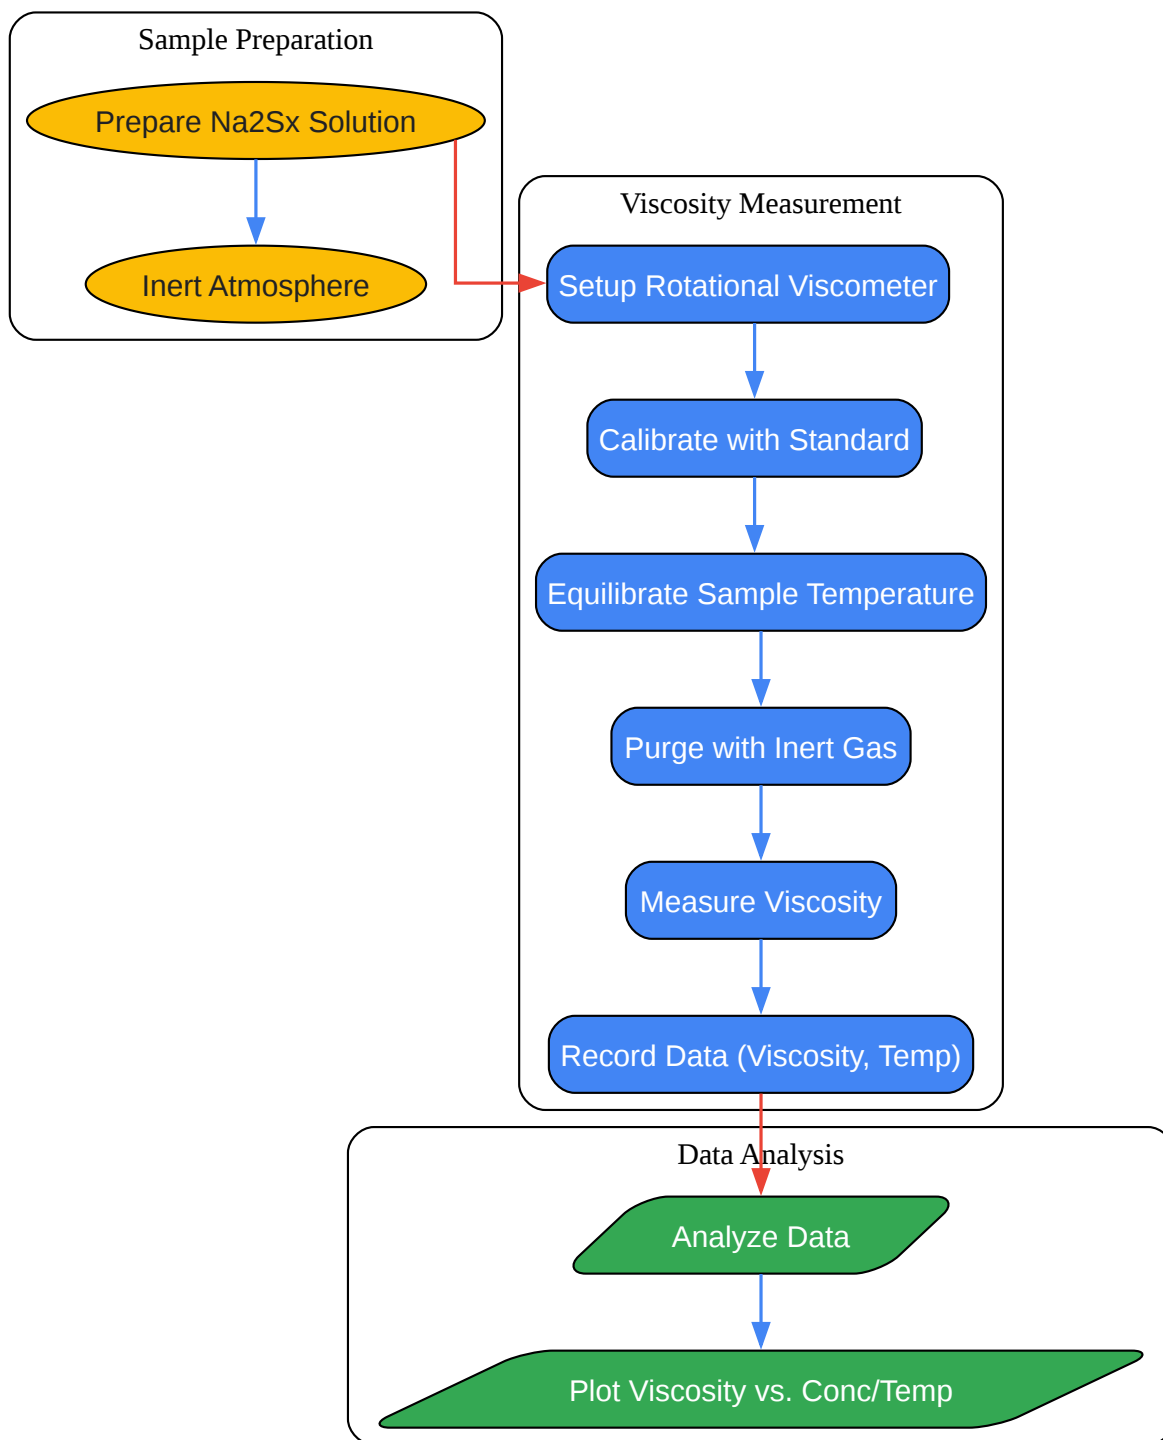 Sample Preparation
Prepare Na2Sx Solution
Inert Atmosphere
Viscosity Measurement
Setup Rotational Viscometer
Calibrate with Standard
Equilibrate Sample Temperature
Purge with Inert Gas
Measure Viscosity
Record Data (Viscosity, Temp)
Data Analysis
Analyze Data
Plot Viscosity vs. Conc/Temp